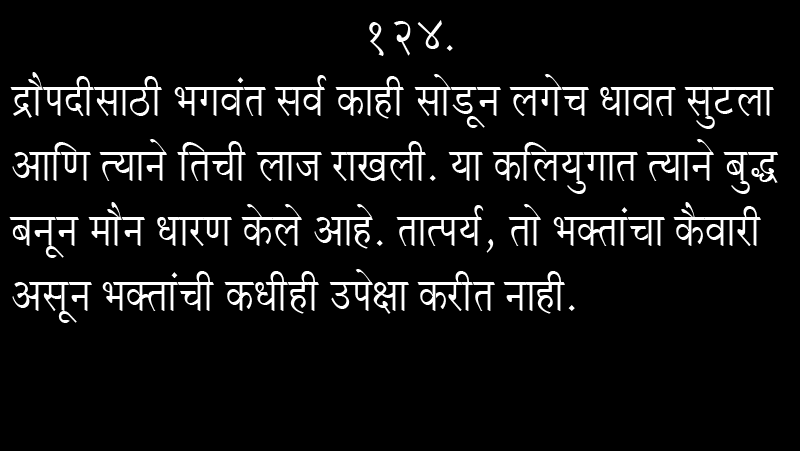 १२४.
द्रौपदीसाठी भगवंत सर्व काही सोडून लगेच धावत सुटला
आणि त्याने तिची लाज राखली. या कलियुगात त्याने बुद्ध
बनून मौन धारण केले आहे. तात्पर्य, तो भक्तांचा कैवारी
असून भक्तांची कधीही उपेक्षा करीत नाही.